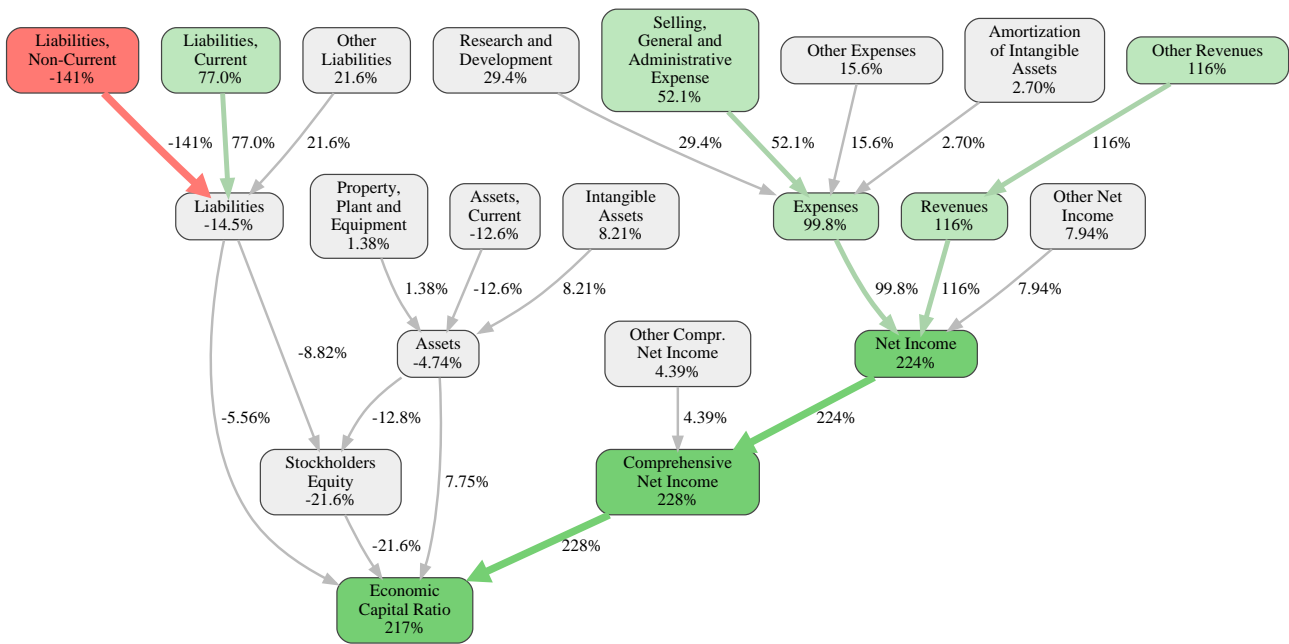 Liabilities,
Non-Current
-141%
Liabilities,
Current
77.0%
Other
Liabilities
21.6%
Research and
Development
29.4%
Selling,
General and
Administrative
Expense
52.1%
Other Expenses
15.6%
Amortization
of Intangible
Assets
2.70%
Other Revenues
116%
-141%
77.0%
21.6%
29.4%
52.1%
15.6%
2.70%
116%
Liabilities
-14.5%
Property,
Plant and
Equipment
1.38%
Assets,
Current
-12.6%
Intangible
Assets
8.21%
Expenses
99.8%
Revenues
116%
Other Net
Income
7.94%
1.38%
-12.6%
8.21%
99.8%
116%
7.94%
-8.82%
Assets
-4.74%
Other Compr.
Net Income
4.39%
Net Income
224%
-5.56%
-12.8%
4.39%
224%
Stockholders
Equity
-21.6%
7.75%
Comprehensive
Net Income
228%
-21.6%
228%
Economic
Capital Ratio
217%